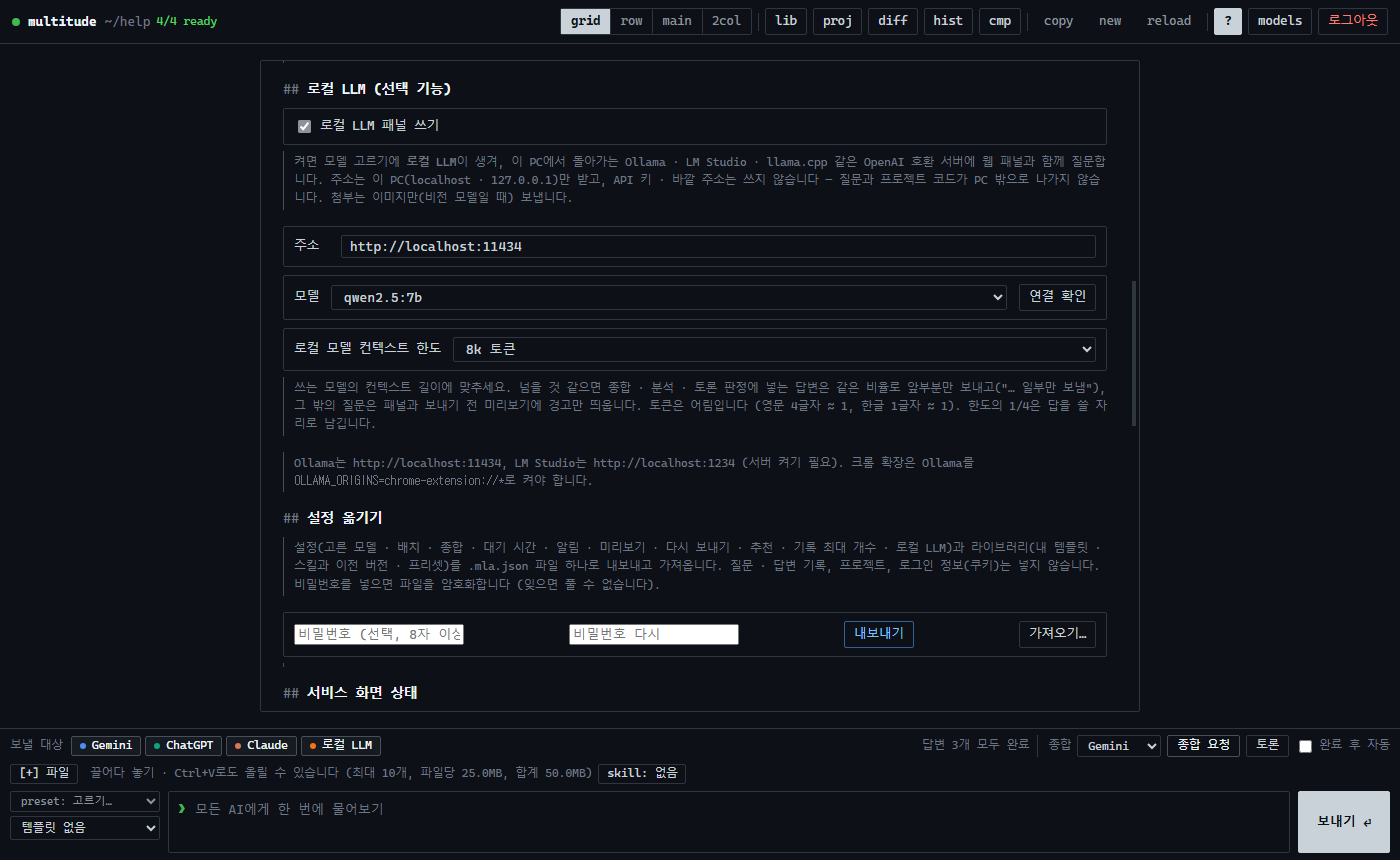 multitude ~/help 4/4 ready
grid row main 2col lib proj diff hist cmp copy new reload ? models 로그아웃
## 로컬 LLM (선택 기능)
로컬 LLM 패널 쓰기
켜면 모델 고르기에 로컬 LLM이 생겨, 이 PC에서 돌아가는 Ollama · LM Studio · llama.cpp 같은 OpenAI 호환 서버에 웹 패널과 함께 질문합
니다. 주소는 이 PC(localhost · 127.0.0.1)만 받고, API 키 · 바깥 주소는 쓰지 않습니다 — 질문과 프로젝트 코드가 PC 밖으로 나가지 않습
니다. 첨부는 이미지만(비전 모델일 때) 보냅니다.
주소 http://localhost:11434
모델 qwen2.5:7b 연결 확인
로컬 모델 컨텍스트 한도 8k 토큰
쓰는 모델의 컨텍스트 길이에 맞추세요. 넘을 것 같으면 종합 · 분석 · 토론 판정에 넣는 답변은 같은 비율로 앞부분만 보내고("… 일부만 보냄"),
그 밖의 질문은 패널과 보내기 전 미리보기에 경고만 띄웁니다. 토큰은 어림입니다 (영문 4글자 ≈ 1, 한글 1글자 ≈ 1). 한도의 1/4은 답을 쓸 자
리로 남깁니다.
Ollama는 http://localhost:11434, LM Studio는 http://localhost:1234 (서버 켜기 필요). 크롬 확장은 Ollama를
OLLAMA_ORIGINS=chrome-extension://*로 켜야 합니다.
## 설정 옮기기
설정(고른 모델 · 배치 · 종합 · 대기 시간 · 알림 · 미리보기 · 다시 보내기 · 추천 · 기록 최대 개수 · 로컬 LLM)과 라이브러리(내 템플릿 ·
스킬과 이전 버전 · 프리셋)를 .mla.json 파일 하나로 내보내고 가져옵니다. 질문 · 답변 기록, 프로젝트, 로그인 정보(쿠키)는 넣지 않습니다.
비밀번호를 넣으면 파일을 암호화합니다 (잊으면 풀 수 없습니다).
비밀번호 (선택, 8자 이상 비밀번호 다시 내보내기 가져오기…
## 서비스 화면 상태
보낼 대상 Gemini ChatGPT Claude 로컬 LLM 답변 3개 모두 완료 종합 Gemini 종합 요청 토론 완료 후 자동
[+] 파일 끌어다 놓기 · Ctrl+V로도 올릴 수 있습니다 (최대 10개, 파일당 25.0MB, 합계 50.0MB) skill: 없음
preset: 고르기…
템플릿 없음
❯ 모든 AI에게 한 번에 물어보기
보내기 ↵